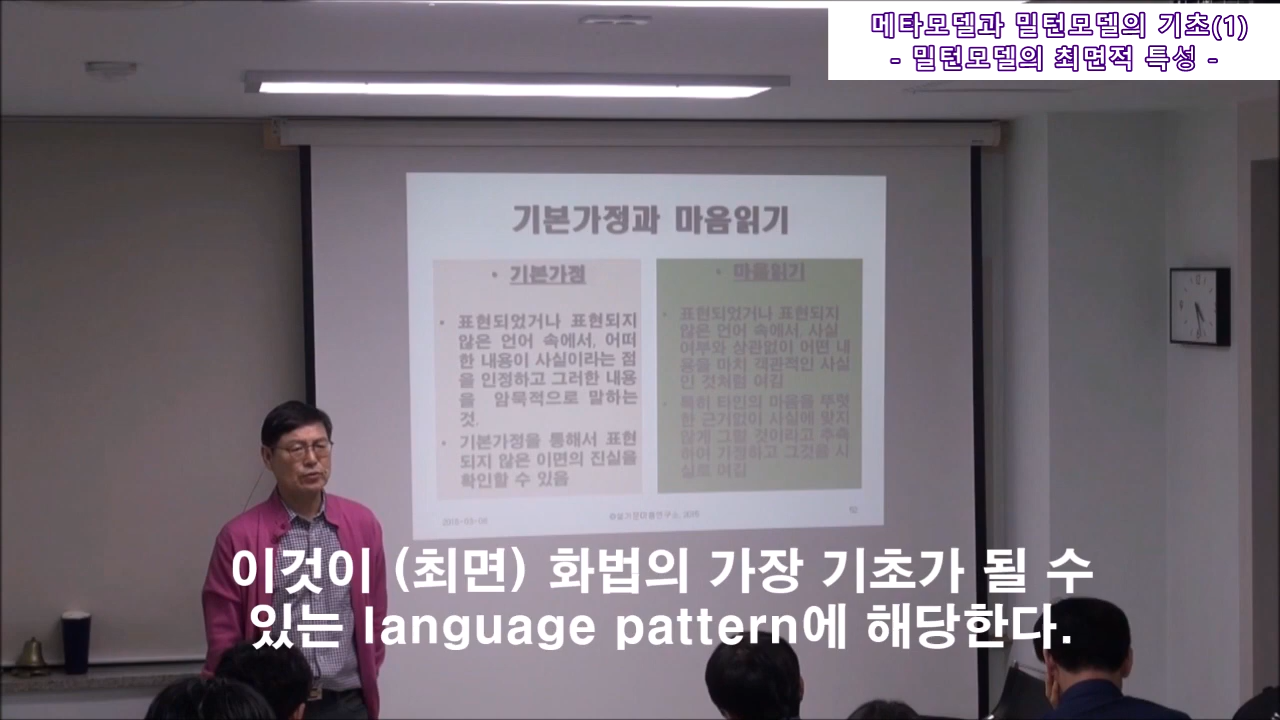 메타모델과 밀턴모델의 기초(1)
- 밀턴모델의 최면적 특성 -
기본가정과 마음읽기
• 기본가정
• 표현되었거나 표현되지
않은 언어 속에서, 어떠
한 내용이 사실이라는 점
을 인정하고 그러한 내용
을 암묵적으로 말하는
것.
• 기본가정을 통해서 표현
되지 않은 이면의 진실을
확인할 수 있음
• 마음읽기
• 표현되었거나 표현되지
않은 언어 속에서, 사실
여부와 상관없이 어떤 내
용을 마치 객관적인 사실
인 것처럼 여김
• 특히 타인의 마음을 뚜렷
한 근거없이 사실에 맞지
않게 그럴 것이라고 추측
하여 가정하고 그것을 사
실로 여김
이것이 (최면) 화법의 가장 기초가 될 수
있는 language pattern에 해당한다.